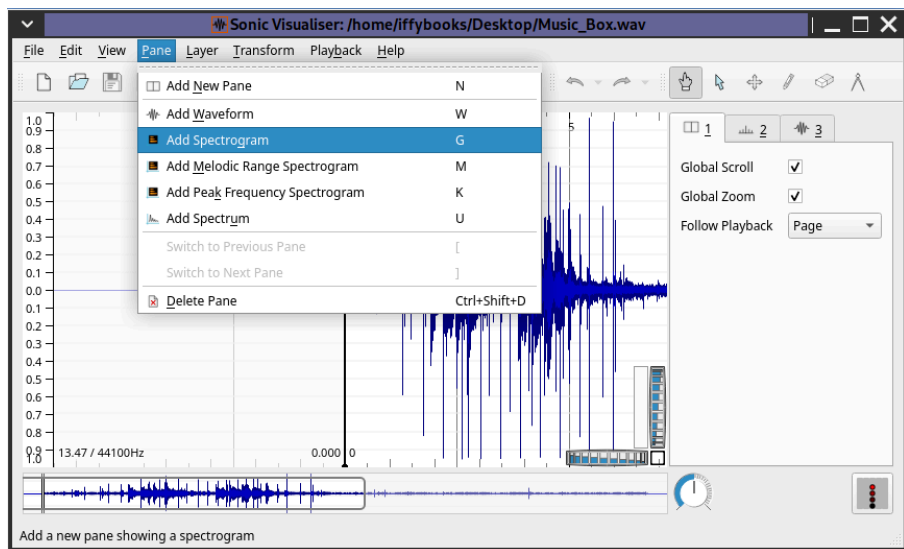 Sonic Visualiser: /home/iffybooks/Desktop/Music_Box.wav
File Edit View Pane Layer Transform Playback Help
Add New Pane N
Add Waveform W
Add Spectrogram G
Add Melodic Range Spectrogram M
Add Peak Frequency Spectrogram K
Add Spectrum U
Switch to Previous Pane [
Switch to Next Pane ]
Delete Pane Ctrl+Shift+D
1.0
0.9
0.8
0.7
0.6
0.5
0.4
0.3
0.2
0.1
0.0
0.1
0.2
0.3
0.4
0.5
0.6
0.7
0.8
0.9
1.0
5
13.47 / 44100Hz 0.000 0
1 2 3
Global Scroll
Global Zoom
Follow Playback Page
Add a new pane showing a spectrogram